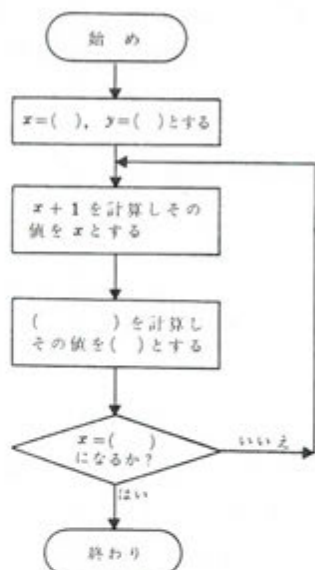 始め
x=( ), y=( )とする
x+1を計算しその
値をxとする
( )を計算し
その値を( )とする
x=( )
になるか?
いいえ
はい
終わり